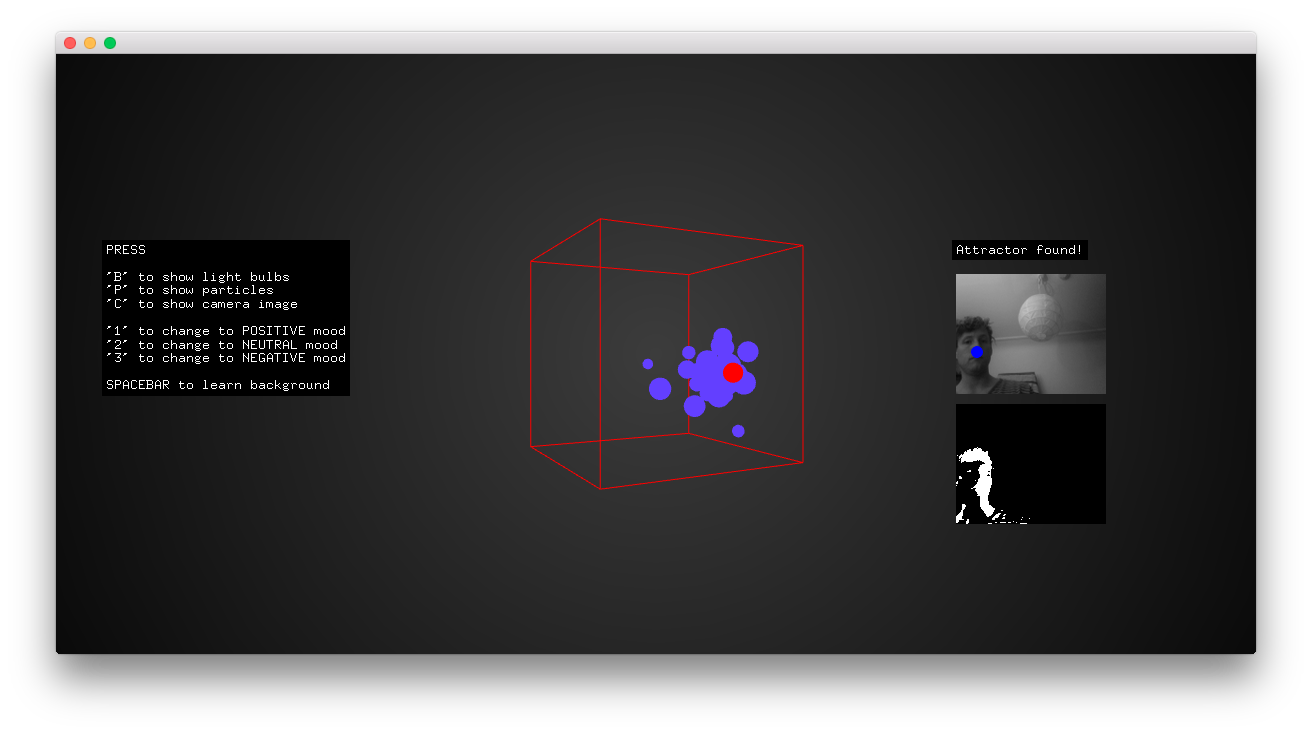 PRESS
"B" to show light bulbs
"P" to show particles
"C" to show camera image
"1" to change to POSITIVE mood
"2" to change to NEUTRAL mood
"3" to change to NEGATIVE mood
SPACEBAR to learn background
Attractor found!